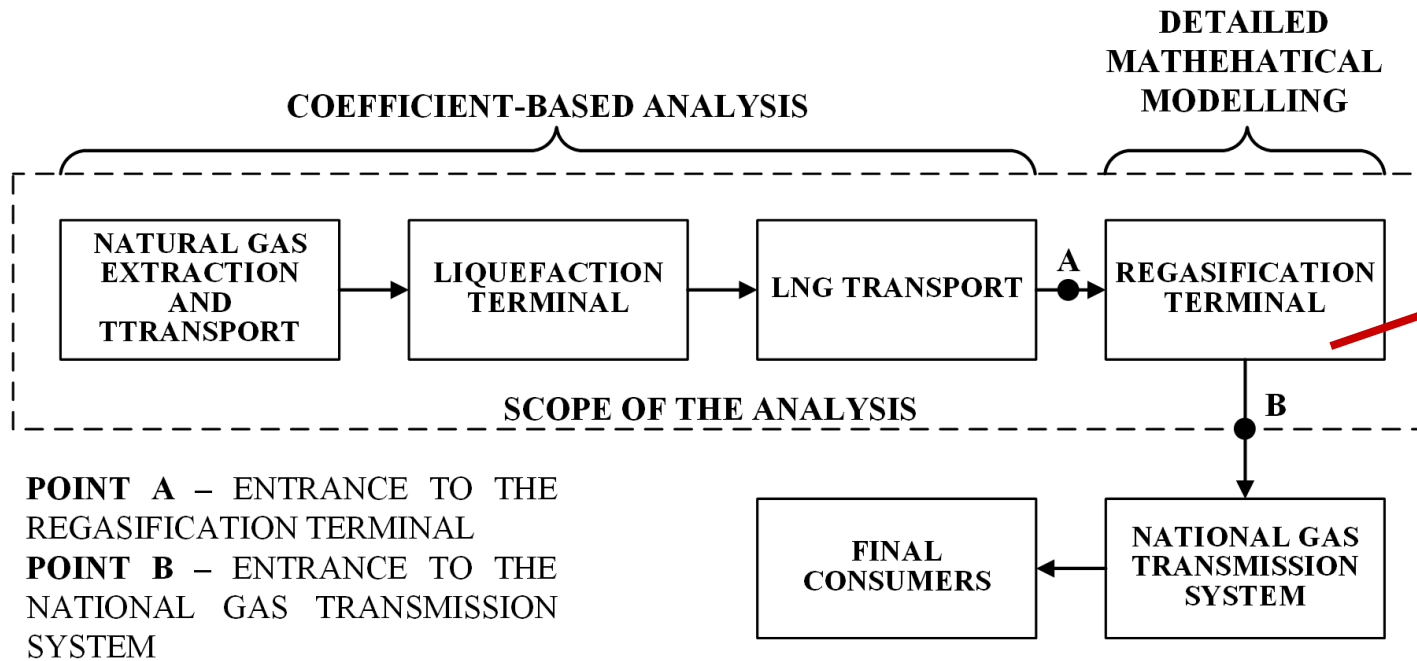 DETAILED
MATHEHATICAL
MODELLING
COEFFICIENT-BASED ANALYSIS
NATURAL GAS
EXTRACTION
AND
TTRANSPORT
LIQUEFACTION
TERMINAL
LNG TRANSPORT
A
REGASIFICATION
TERMINAL
SCOPE OF THE ANALYSIS
B
POINT A – ENTRANCE TO THE
REGASIFICATION TERMINAL
POINT B – ENTRANCE TO THE
NATIONAL GAS TRANSMISSION
SYSTEM
FINAL
CONSUMERS
NATIONAL GAS
TRANSMISSION
SYSTEM